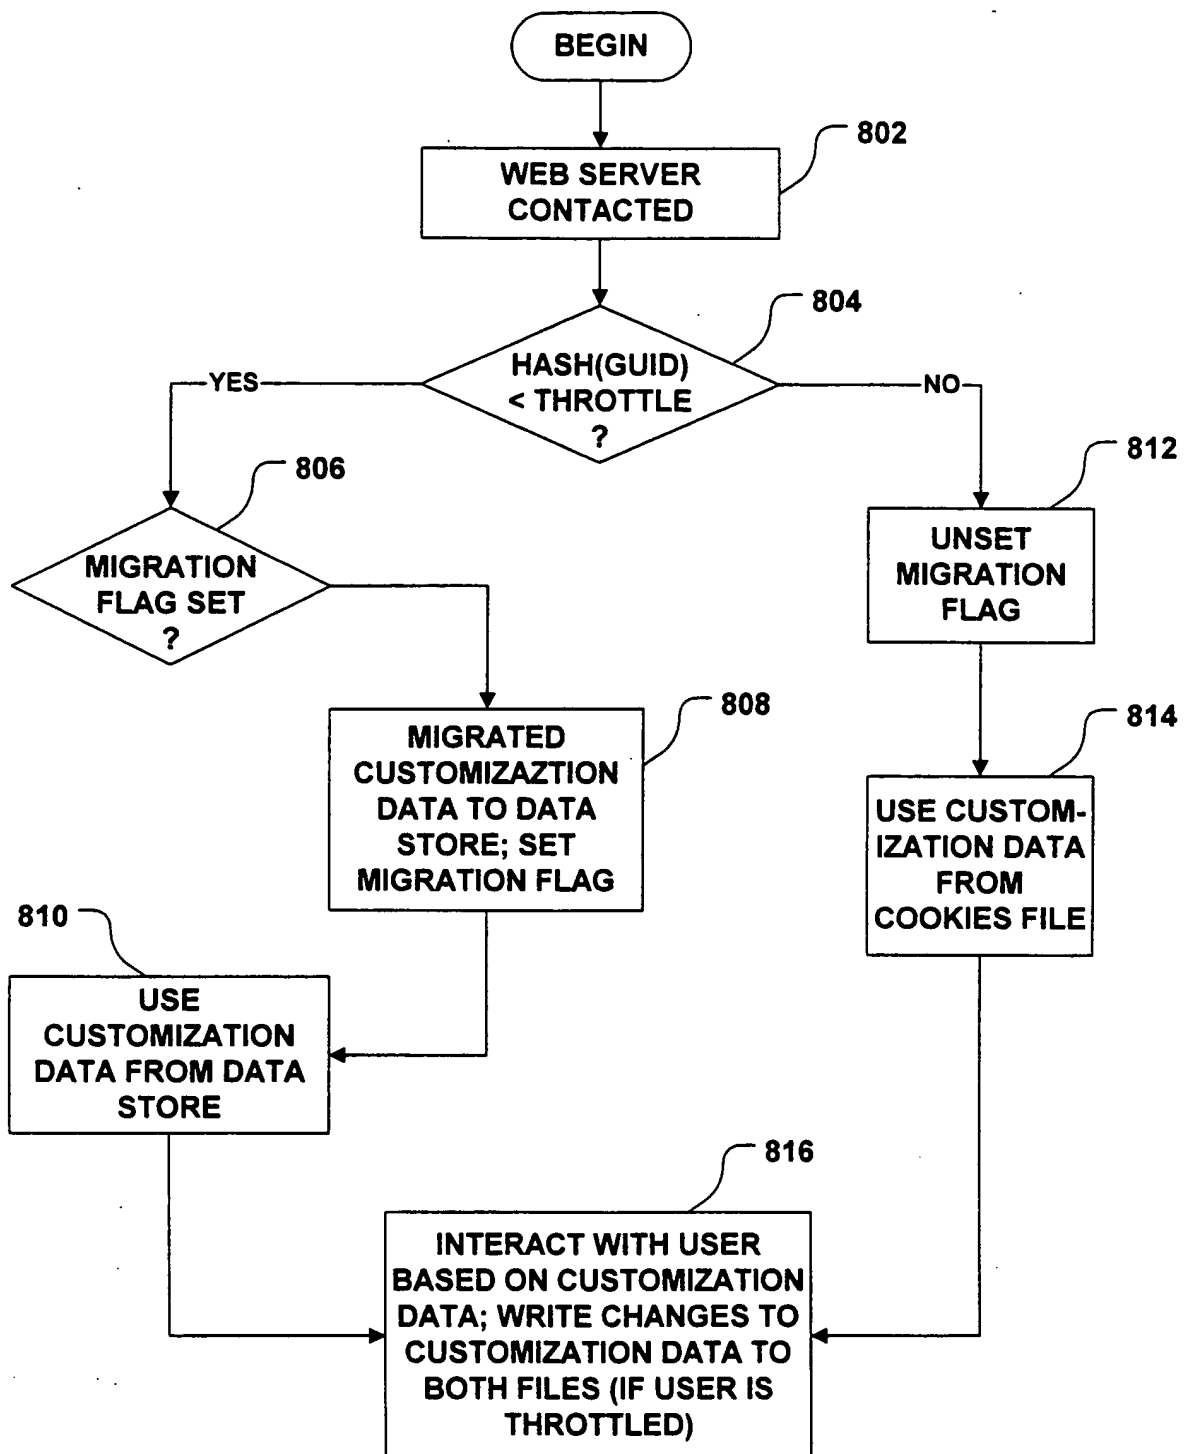 BEGIN
802
WEB SERVER
CONTACTED
804
HASH(GUID)
< THROTTLE
?
YES
NO
806
812
MIGRATION
FLAG SET
?
UNSET
MIGRATION
FLAG
808
MIGRATED
CUSTOMIZAZTION
DATA TO DATA
STORE; SET
MIGRATION FLAG
814
USE CUSTOM-
IZATION DATA
FROM
COOKIES FILE
810
USE
CUSTOMIZATION
DATA FROM DATA
STORE
816
INTERACT WITH USER
BASED ON CUSTOMIZATION
DATA; WRITE CHANGES TO
CUSTOMIZATION DATA TO
BOTH FILES (IF USER IS
THROTTLED)